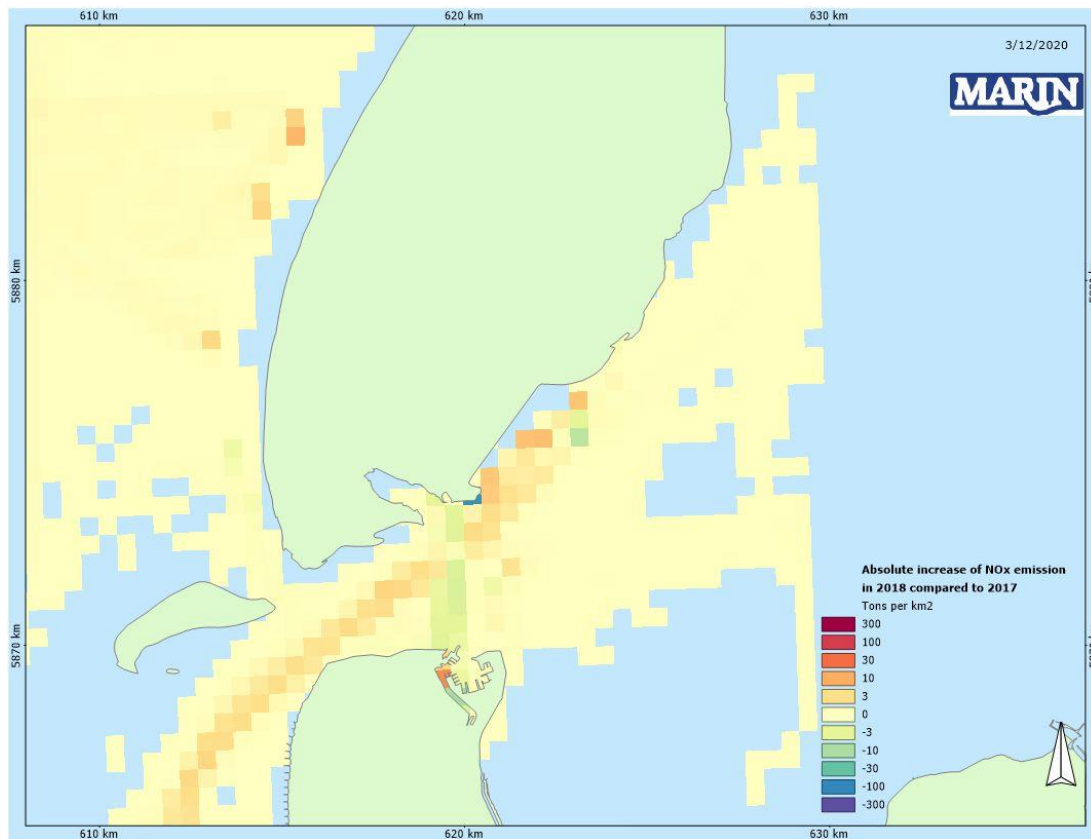 610 km
620 km
630 km
3/12/2020
MARIN
5880 km
5870 km
Absolute increase of NOx emission
in 2018 compared to 2017
Tons per km2
300
100
30
10
3
0
-3
-10
-30
-100
-300
610 km
620 km
630 km